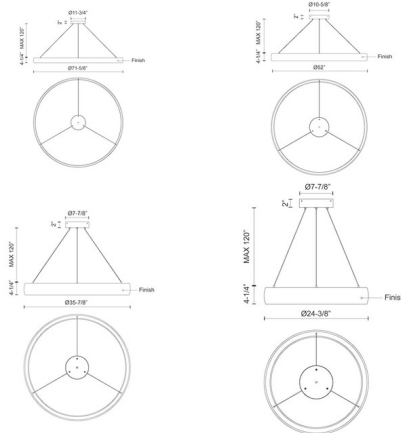 Ø11-3/4"
2"
MAX 120"
4-1/4"
Finish
Ø71-5/8"
Ø10-5/8"
2"
MAX 120"
4-1/4"
Finish
Ø52"
Ø7-7/8"
2"
MAX 120"
4-1/4"
Finish
Ø35-7/8"
Ø7-7/8"
2"
MAX 120"
4-1/4"
Finis
Ø24-3/8"